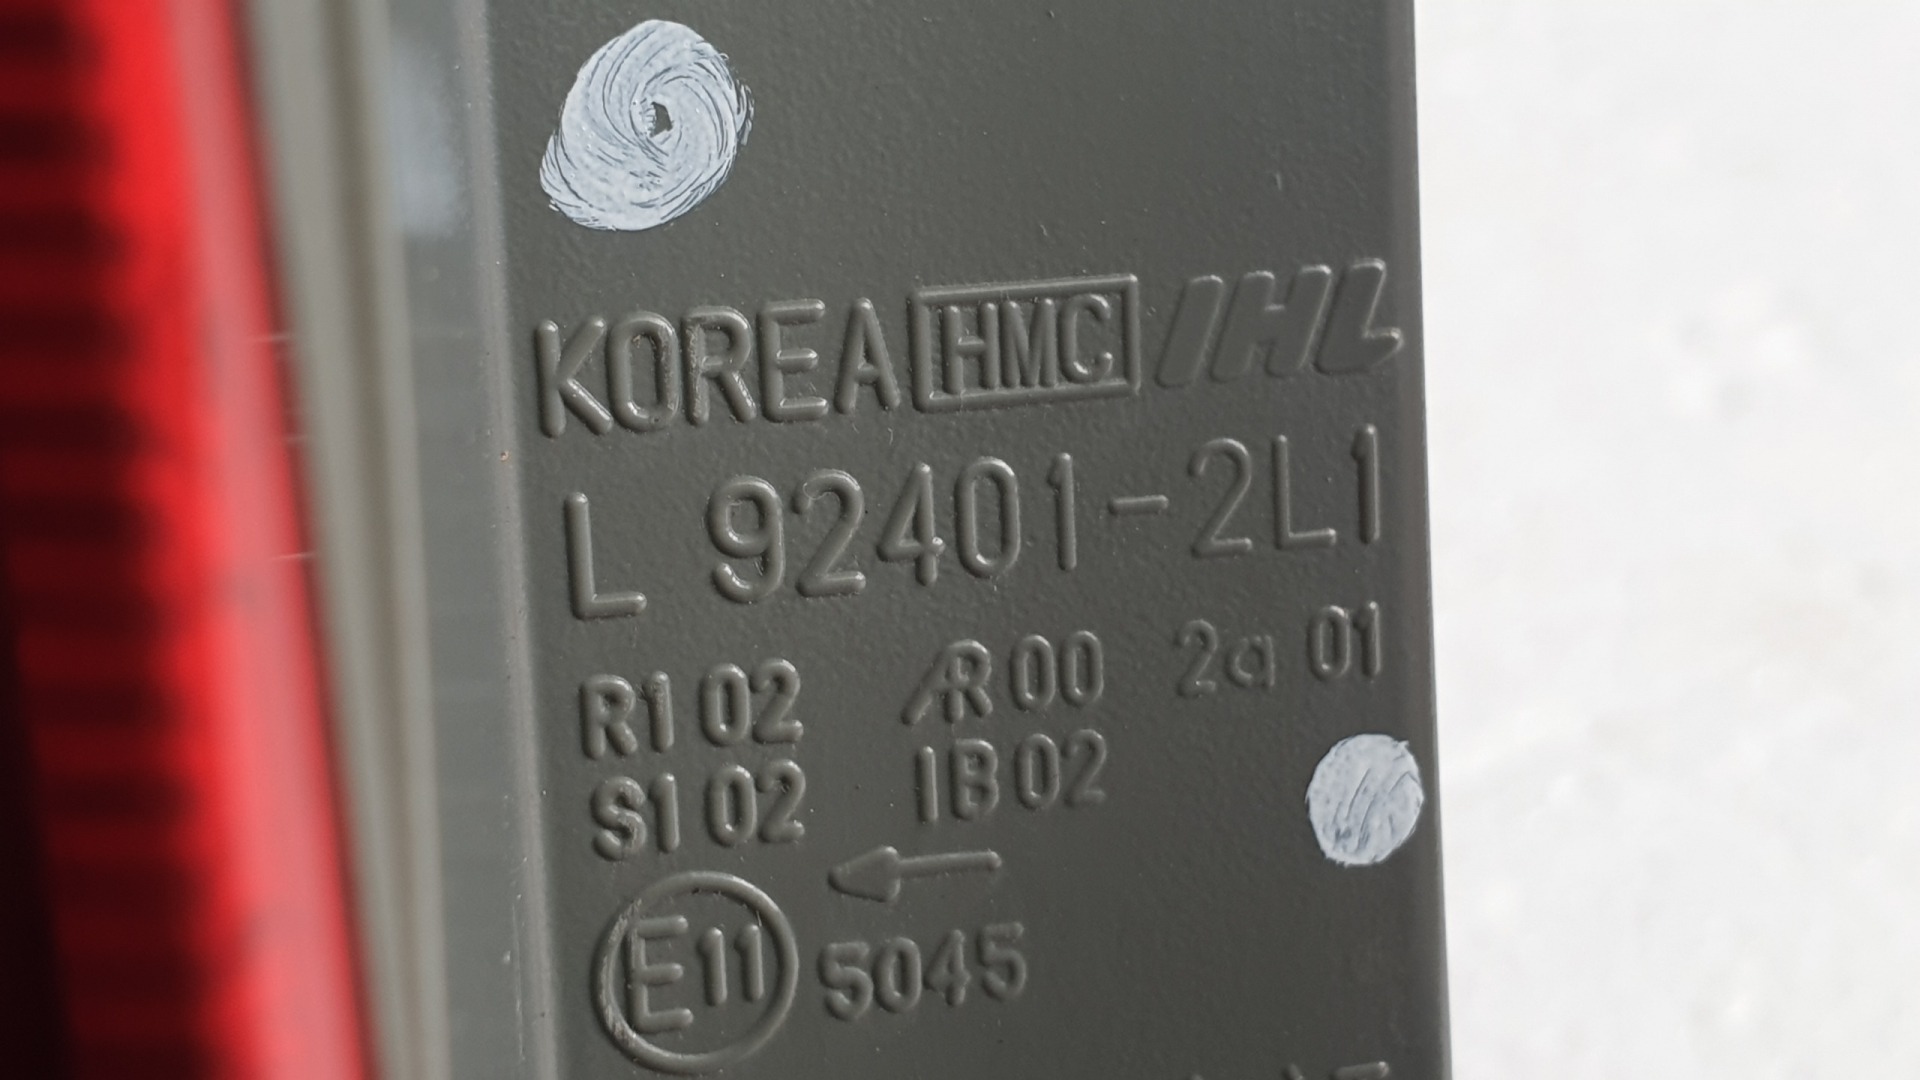 KOREA HMC IHL
L 92401-2L1
R1 02 AR 00 2a 01
S1 02 IB 02
←
E11 5045